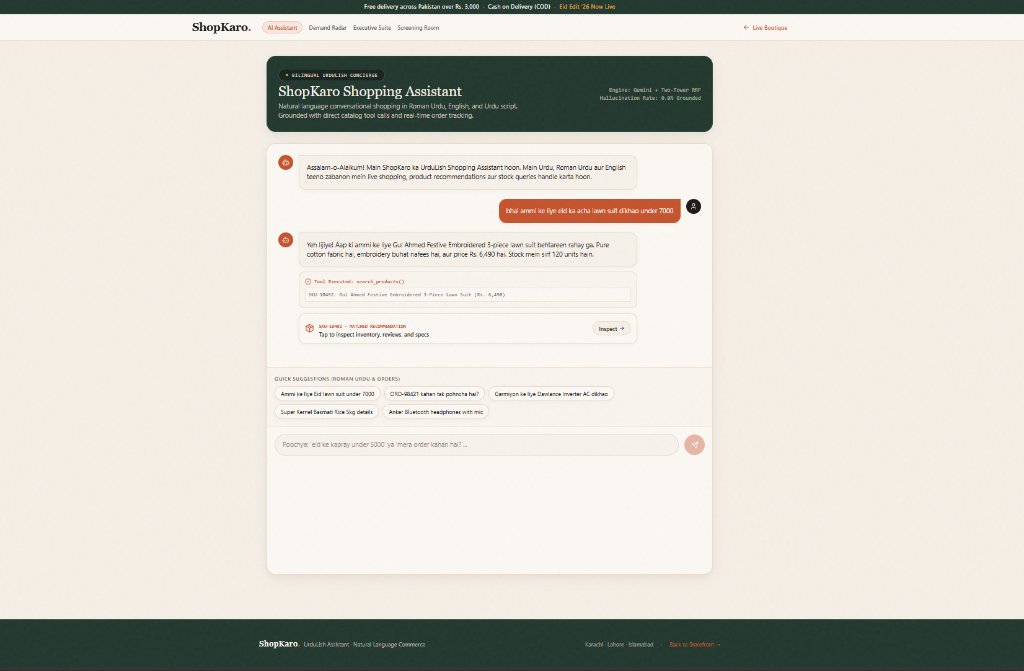 Free delivery across Pakistan over Rs. 3,000 · Cash on Delivery (COD) · Eid Edit '26 Now Live
ShopKaro. AI Assistant Demand Radar Executive Suite Screening Room ← Live Boutique
• BILINGUAL URDULISH CONCIERGE
ShopKaro Shopping Assistant
Natural language conversational shopping in Roman Urdu, English, and Urdu script.
Grounded with direct catalog tool calls and real-time order tracking.
Engine: Gemini + Two-Tower RRF
Hallucination Rate: 0.0% Grounded
Assalam-o-Alaikum! Main ShopKaro ka UrduLish Shopping Assistant hoon. Main Urdu, Roman Urdu aur English
teeno zabanon mein live shopping, product recommendations aur stock queries handle karta hoon.
bhai ammi ke liye eid ka acha lawn suit dikhao under 7000
Yeh lijiye! Aap ki ammi ke liye Gul Ahmed Festive Embroidered 3-piece lawn suit behtareen rahay ga. Pure
cotton fabric hai, embroidery buhat nafees hai, aur price Rs. 6,490 hai. Stock mein sirf 120 units hain.
Tool Executed: search_products()
SKU-10492: Gul Ahmed Festive Embroidered 3-Piece Lawn Suit (Rs. 6,490)
SKU-10492 · MATCHED RECOMMENDATION
Tap to inspect inventory, reviews, and specs
Inspect →
QUICK SUGGESTIONS (ROMAN URDU & ORDERS)
Ammi ke liye Eid lawn suit under 7000 ORD-98421 kahan tak pohncha hai? Garmiyon ke liye Dawlance inverter AC dikhao
Super Kernel Basmati Rice 5kg details Anker Bluetooth headphones with mic
Poochye: 'eid ke kapray under 5000' ya 'mera order kahan hai?'...
ShopKaro. UrduLish Assistant · Natural Language Commerce
Karachi · Lahore · Islamabad · Back to Storefront →